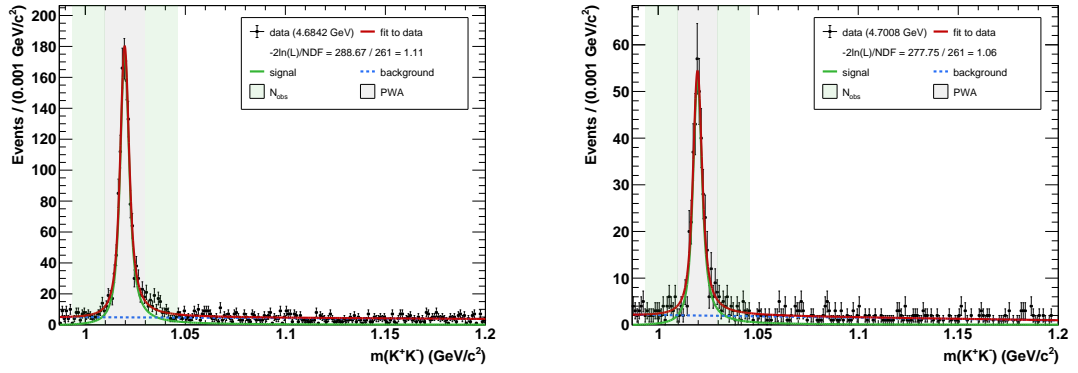 Events / (0.001 GeV/c²)
200
180
160
140
120
100
80
60
40
20
0
data (4.6842 GeV) fit to data
-2ln(L)/NDF = 288.67 / 261 = 1.11
signal background
N_obs PWA
1 1.05 1.1 1.15 1.2
m(K⁺K⁻) (GeV/c²)
Events / (0.001 GeV/c²)
60
50
40
30
20
10
0
data (4.7008 GeV) fit to data
-2ln(L)/NDF = 277.75 / 261 = 1.06
signal background
N_obs PWA
1 1.05 1.1 1.15 1.2
m(K⁺K⁻) (GeV/c²)